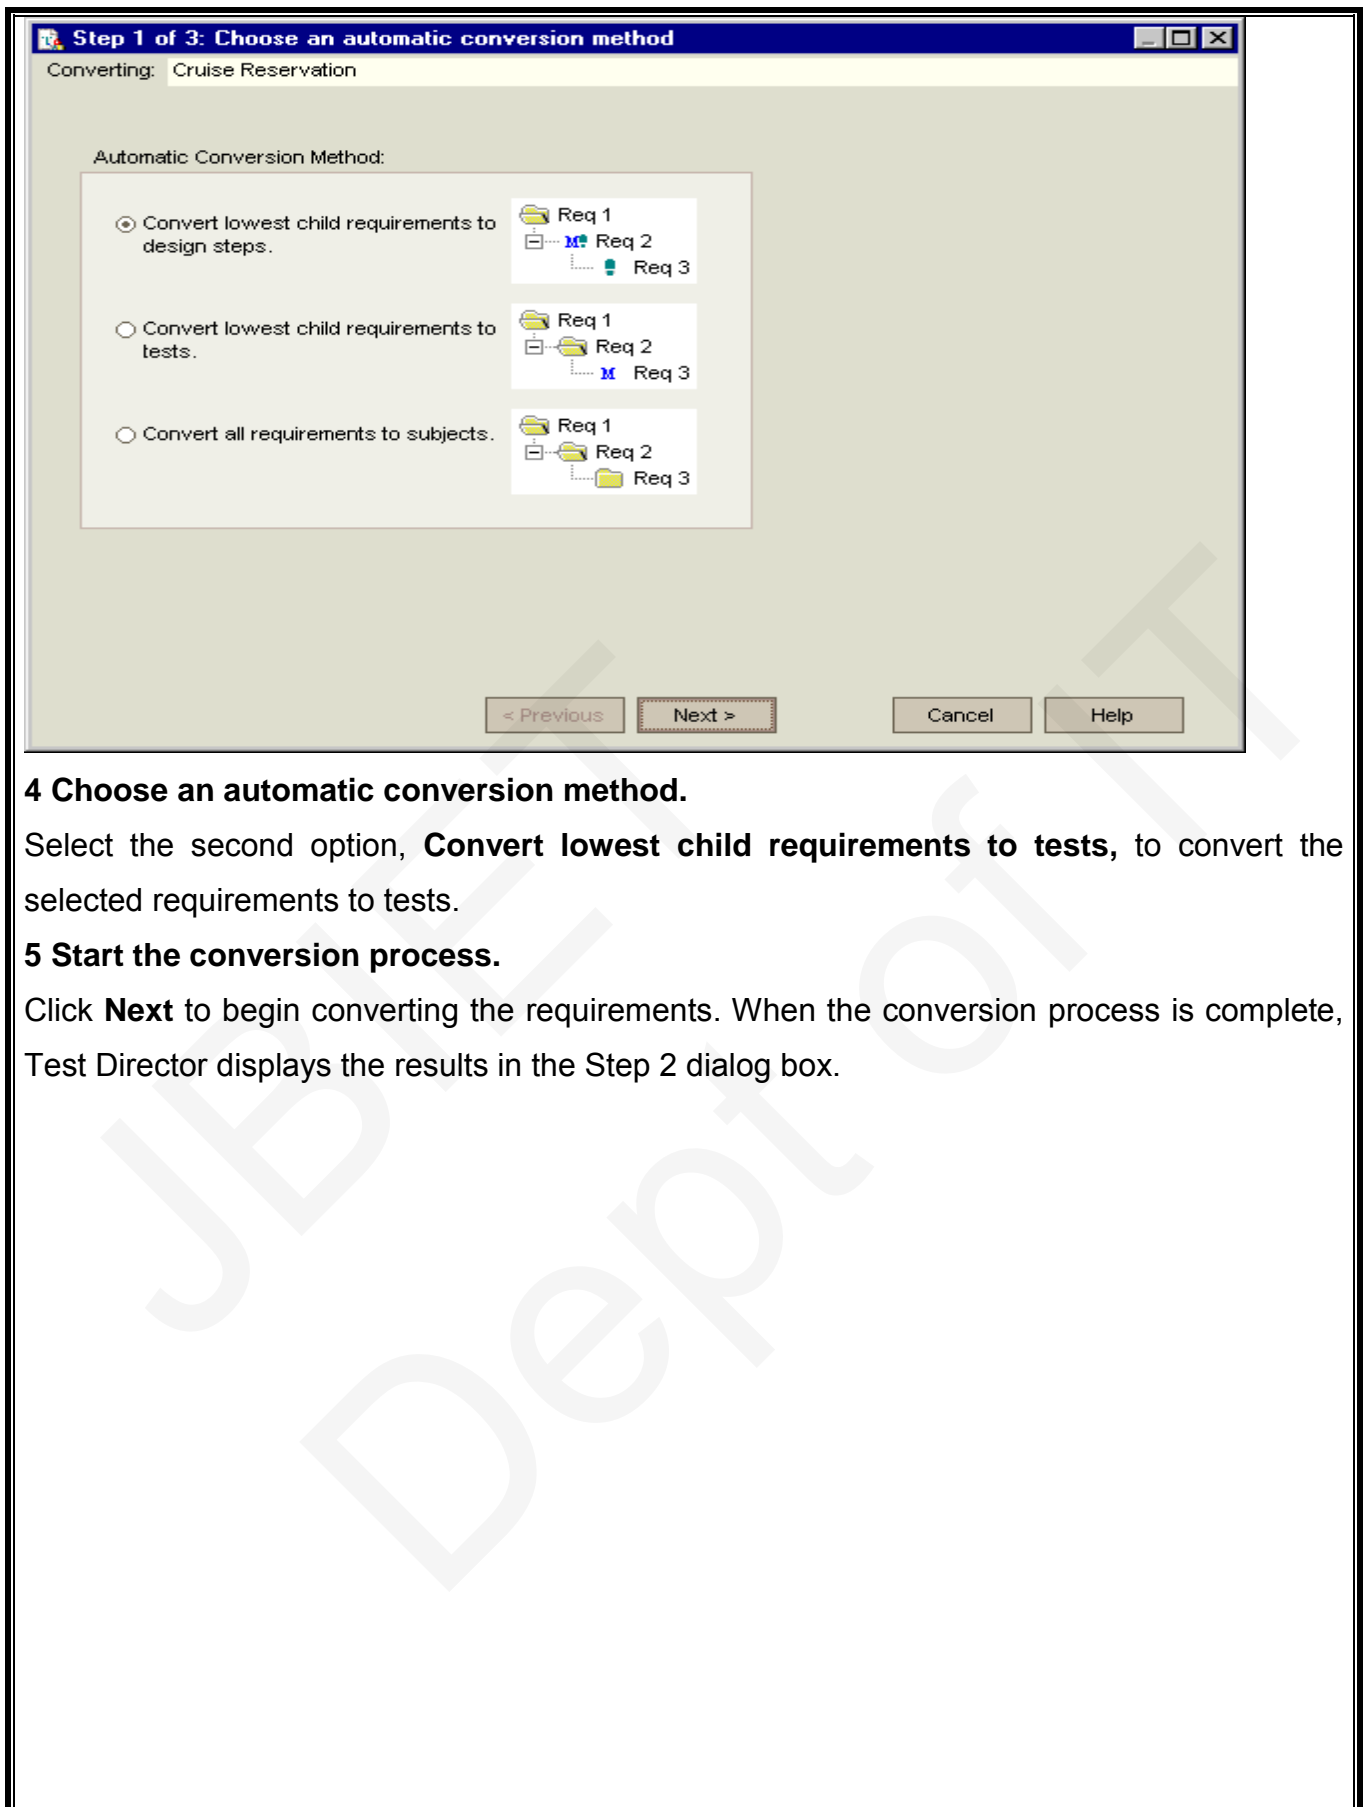 Step 1 of 3: Choose an automatic conversion method
Converting: Cruise Reservation
Automatic Conversion Method:
Convert lowest child requirements to
design steps.
Req 1
M Req 2
Req 3
Convert lowest child requirements to
tests.
Req 1
Req 2
M Req 3
Convert all requirements to subjects.
Req 1
Req 2
Req 3
< Previous Next > Cancel Help
4 Choose an automatic conversion method.
Select the second option, Convert lowest child requirements to tests, to convert the
selected requirements to tests.
5 Start the conversion process.
Click Next to begin converting the requirements. When the conversion process is complete,
Test Director displays the results in the Step 2 dialog box.
JBIET
Dept of IT